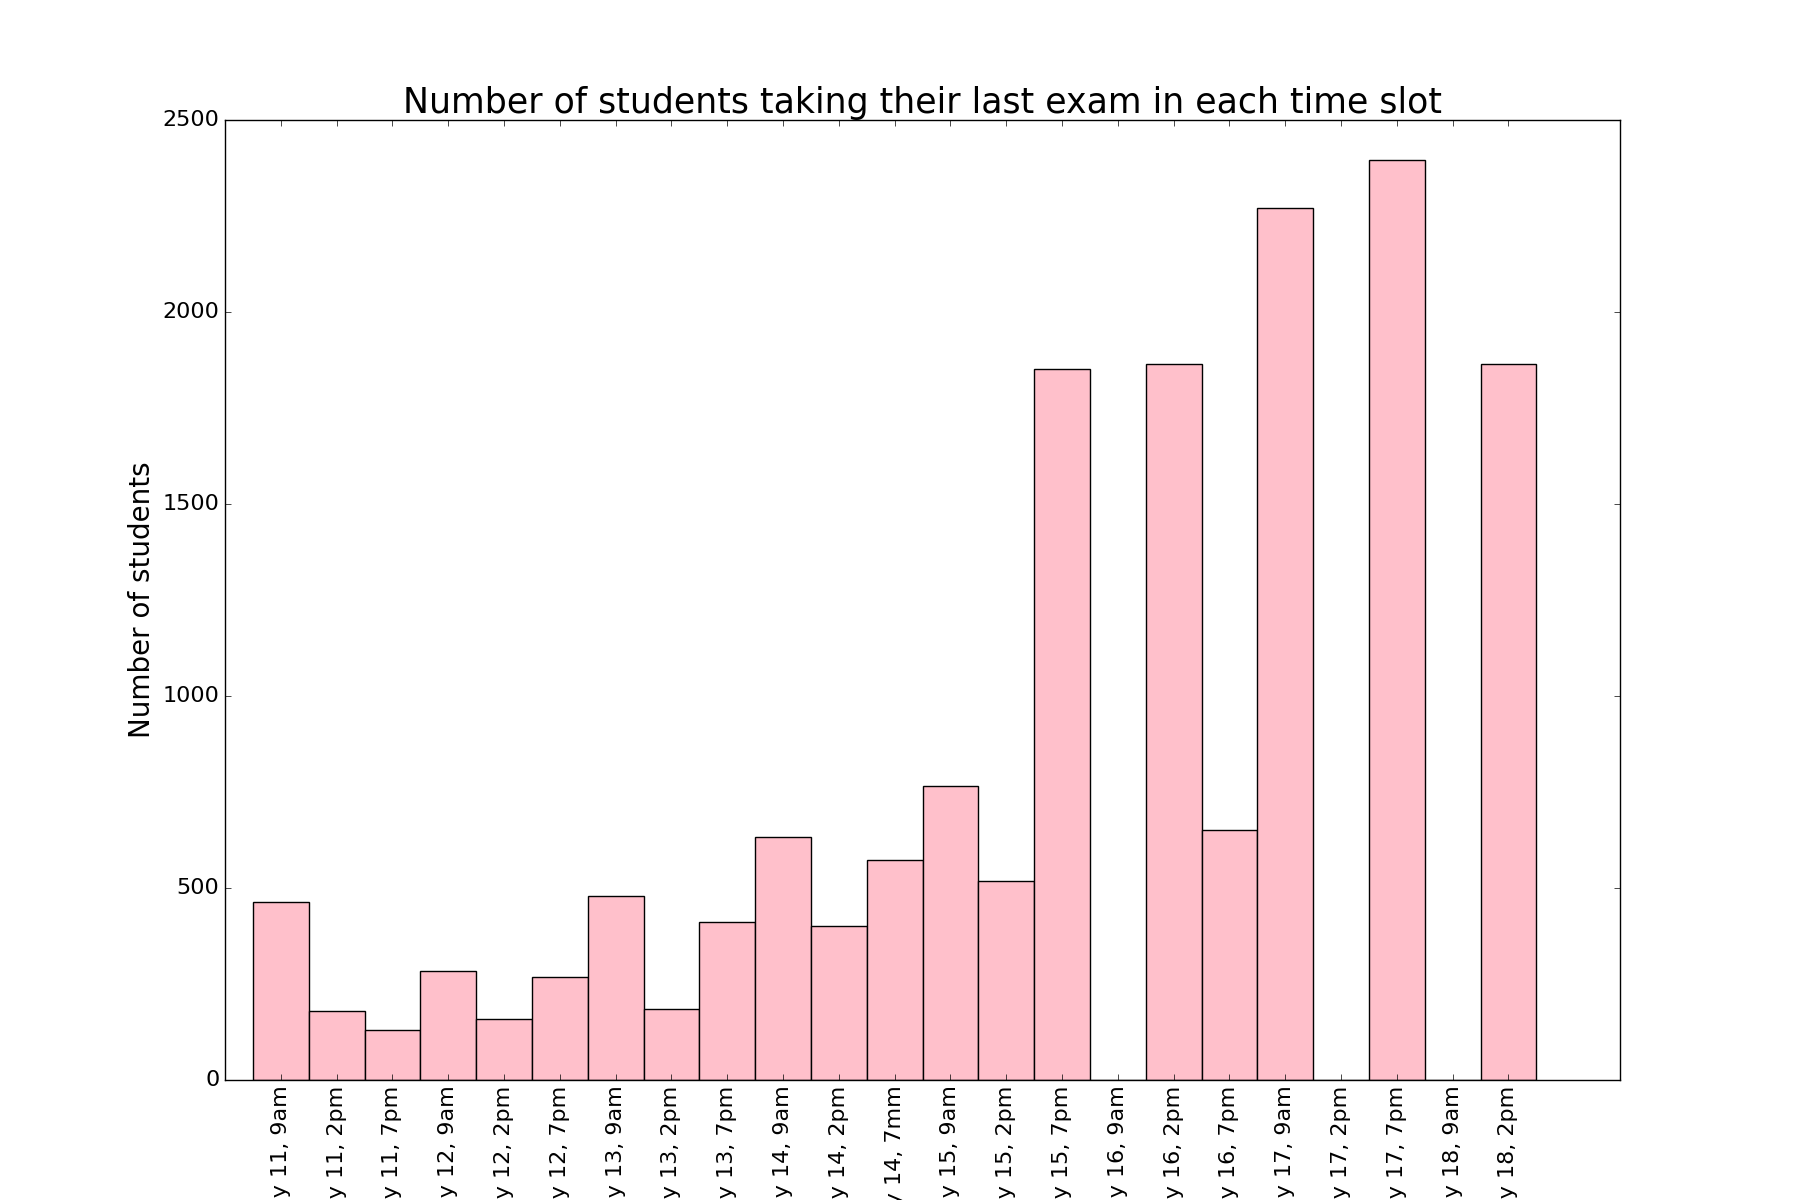 Number of students taking their last exam in each time slot
Number of students
2500
2000
1500
1000
500
0
y 11, 9am
y 11, 2pm
y 11, 7pm
y 12, 9am
y 12, 2pm
y 12, 7pm
y 13, 9am
y 13, 2pm
y 13, 7pm
y 14, 9am
y 14, 2pm
y 14, 7mm
y 15, 9am
y 15, 2pm
y 15, 7pm
y 16, 9am
y 16, 2pm
y 16, 7pm
y 17, 9am
y 17, 2pm
y 17, 7pm
y 18, 9am
y 18, 2pm